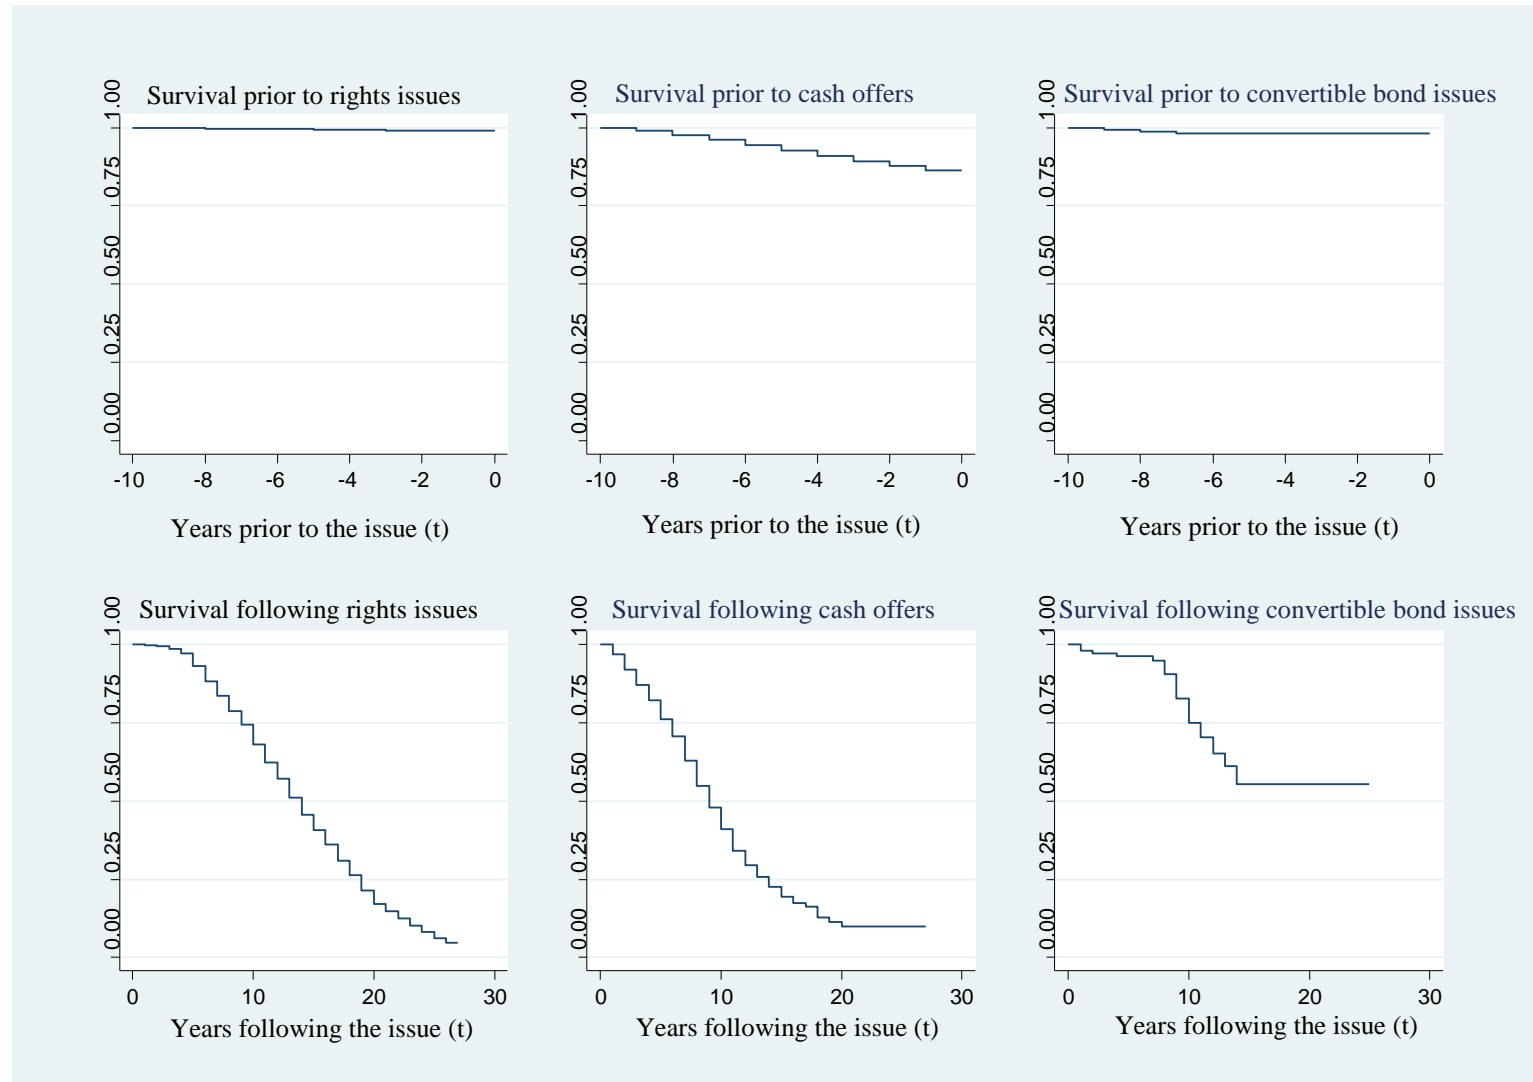 Survival prior to rights issues
1.00
0.75
0.50
0.25
0.00
-10 -8 -6 -4 -2 0
Years prior to the issue (t)
Survival prior to cash offers
1.00
0.75
0.50
0.25
0.00
-10 -8 -6 -4 -2 0
Years prior to the issue (t)
Survival prior to convertible bond issues
1.00
0.75
0.50
0.25
0.00
-10 -8 -6 -4 -2 0
Years prior to the issue (t)
Survival following rights issues
1.00
0.75
0.50
0.25
0.00
0 10 20 30
Years following the issue (t)
Survival following cash offers
1.00
0.75
0.50
0.25
0.00
0 10 20 30
Years following the issue (t)
Survival following convertible bond issues
1.00
0.75
0.50
0.25
0.00
0 10 20 30
Years following the issue (t)